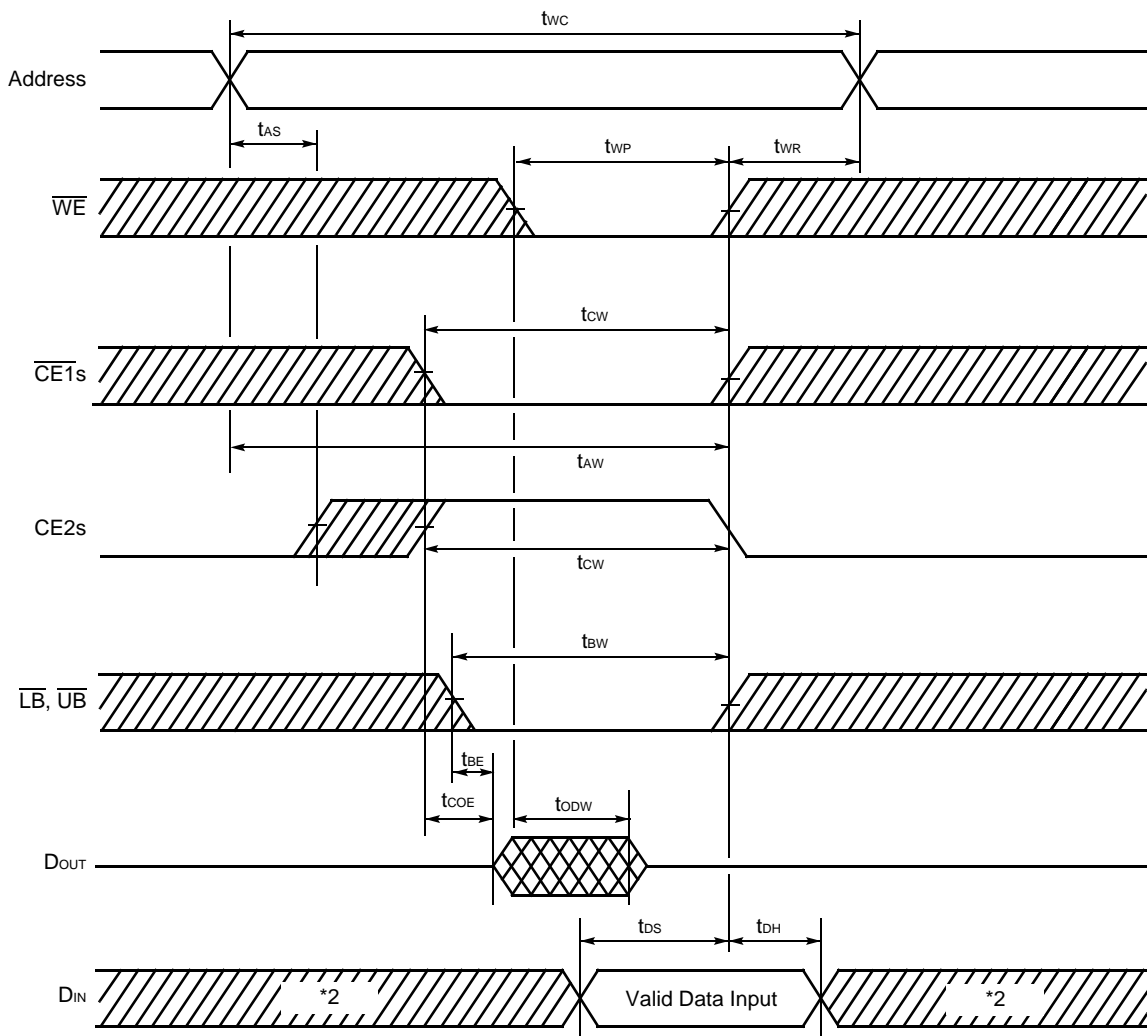 tWC
Address
tAS
tWP
tWR
WE
tCW
CE1s
tAW
CE2s
tCW
tBW
LB, UB
tBE
tCOE
tODW
DOUT
tDS
tDH
DIN
*2
Valid Data Input
*2